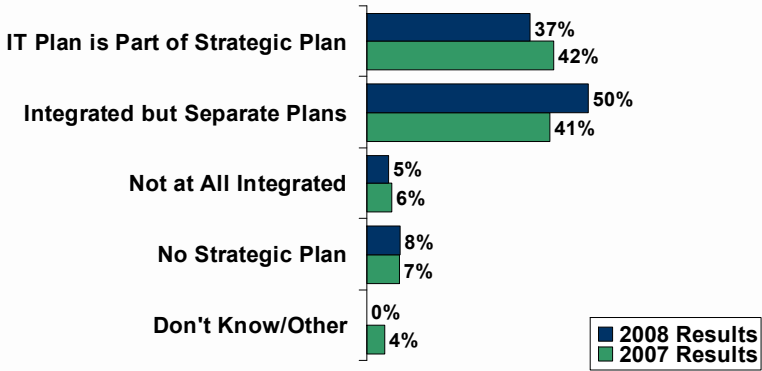 IT Plan is Part of Strategic Plan
37%
42%
Integrated but Separate Plans
50%
41%
Not at All Integrated
5%
6%
No Strategic Plan
8%
7%
Don't Know/Other
0%
4%
2008 Results
2007 Results